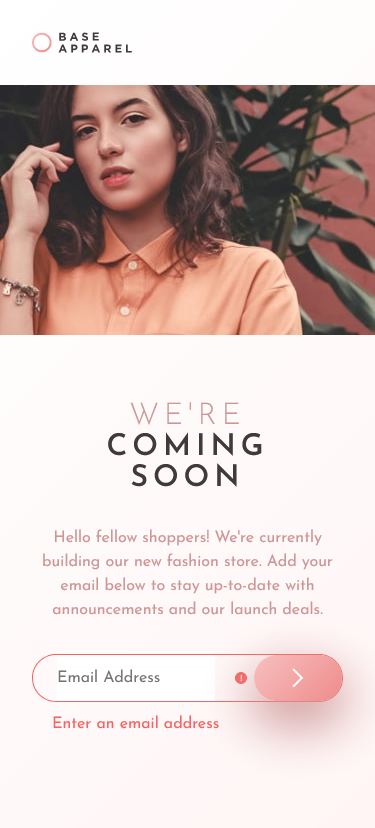 BASE
APPAREL
WE'RE
COMING
SOON
Hello fellow shoppers! We're currently
building our new fashion store. Add your
email below to stay up-to-date with
announcements and our launch deals.
Email Address
Enter an email address